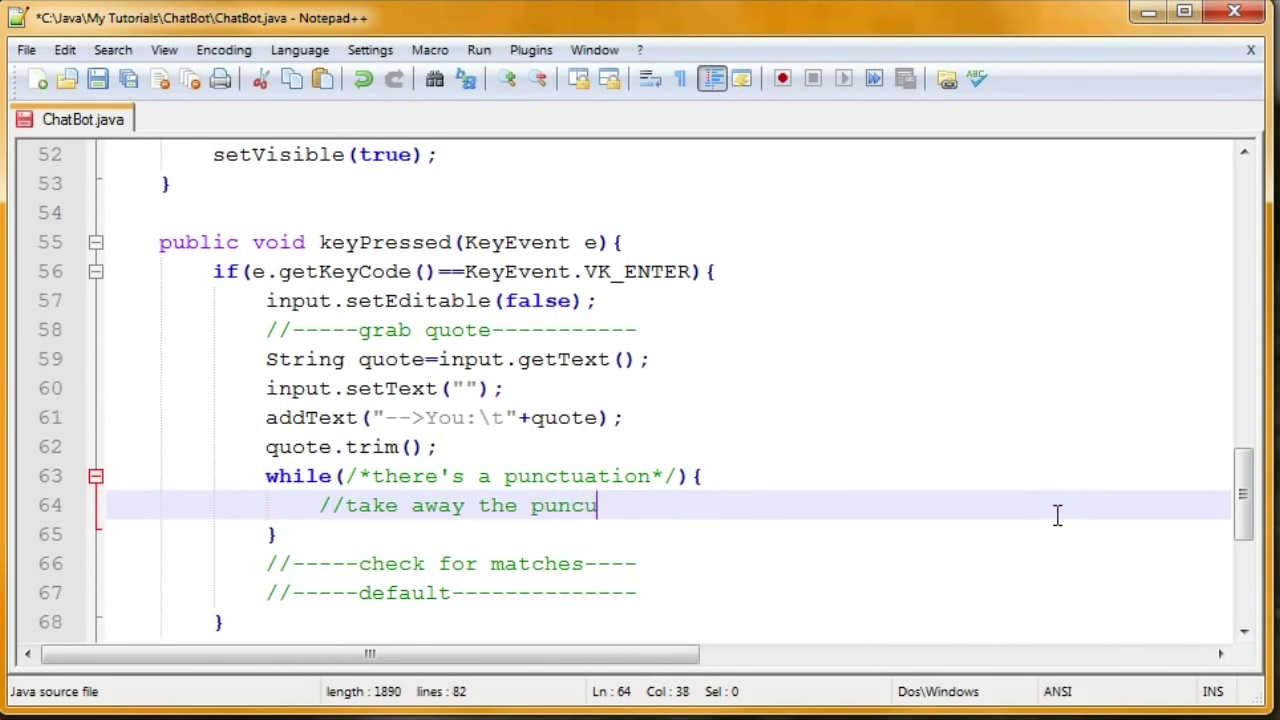 *C:\Java\My Tutorials\ChatBot\ChatBot.java - Notepad++
File Edit Search View Encoding Language Settings Macro Run Plugins Window ? X
ABC
ChatBot.java
52 setVisible(true);
53 }
54
55 public void keyPressed(KeyEvent e){
56 if(e.getKeyCode()==KeyEvent.VK_ENTER){
57 input.setEditable(false);
58 //-----grab quote-----------
59 String quote=input.getText();
60 input.setText("");
61 addText("-->You:\t"+quote);
62 quote.trim();
63 while(/*there's a punctuation*/){
64 //take away the puncu
65 }
66 //-----check for matches----
67 //-----default--------------
68 }
Java source file length : 1890 lines : 82 Ln : 64 Col : 38 Sel : 0 Dos\Windows ANSI INS